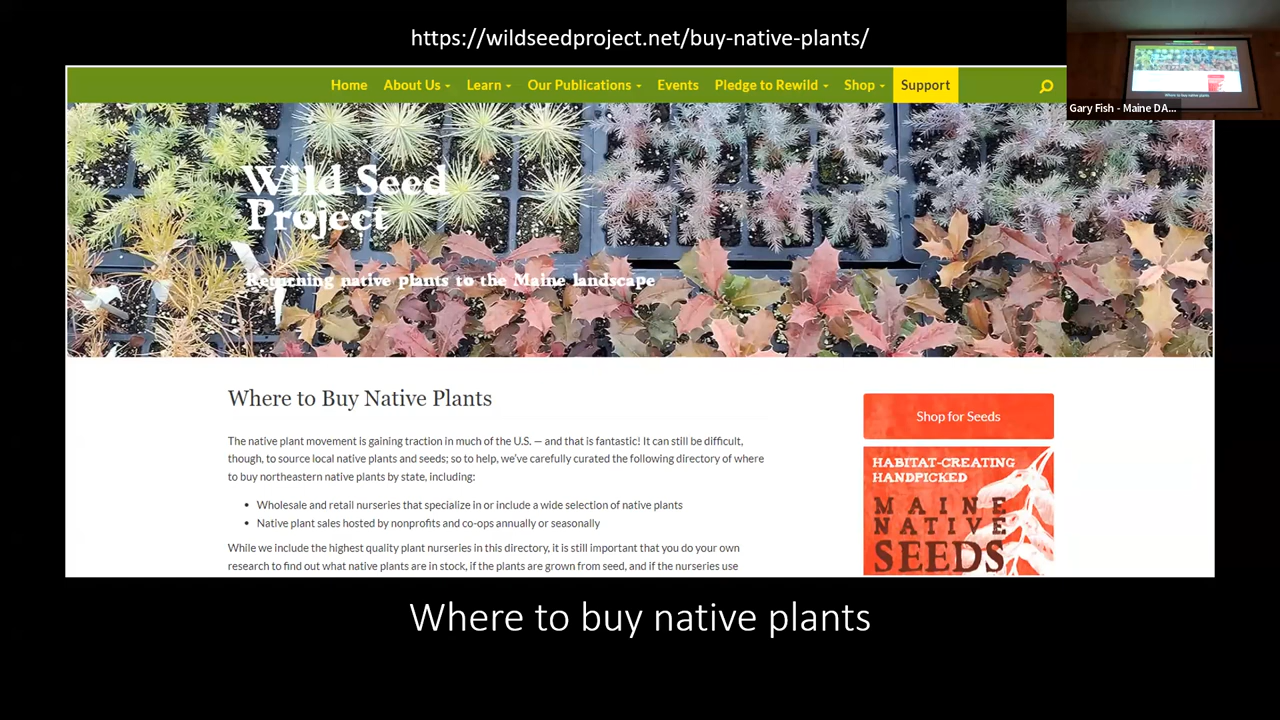 https://wildseedproject.net/buy-native-plants/
Home About Us Learn Our Publications Events Pledge to Rewild Shop Support
Gary Fish - Maine DA...
Wild Seed
Project
Returning native plants to the Maine landscape
Where to Buy Native Plants
The native plant movement is gaining traction in much of the U.S. — and that is fantastic! It can still be difficult,
though, to source local native plants and seeds; so to help, we've carefully curated the following directory of where
to buy northeastern native plants by state, including:
• Wholesale and retail nurseries that specialize in or include a wide selection of native plants
• Native plant sales hosted by nonprofits and co-ops annually or seasonally
While we include the highest quality plant nurseries in this directory, it is still important that you do your own
research to find out what native plants are in stock, if the plants are grown from seed, and if the nurseries use
Shop for Seeds
HABITAT-CREATING
HANDPICKED
MAINE
NATIVE
SEEDS
Where to buy native plants